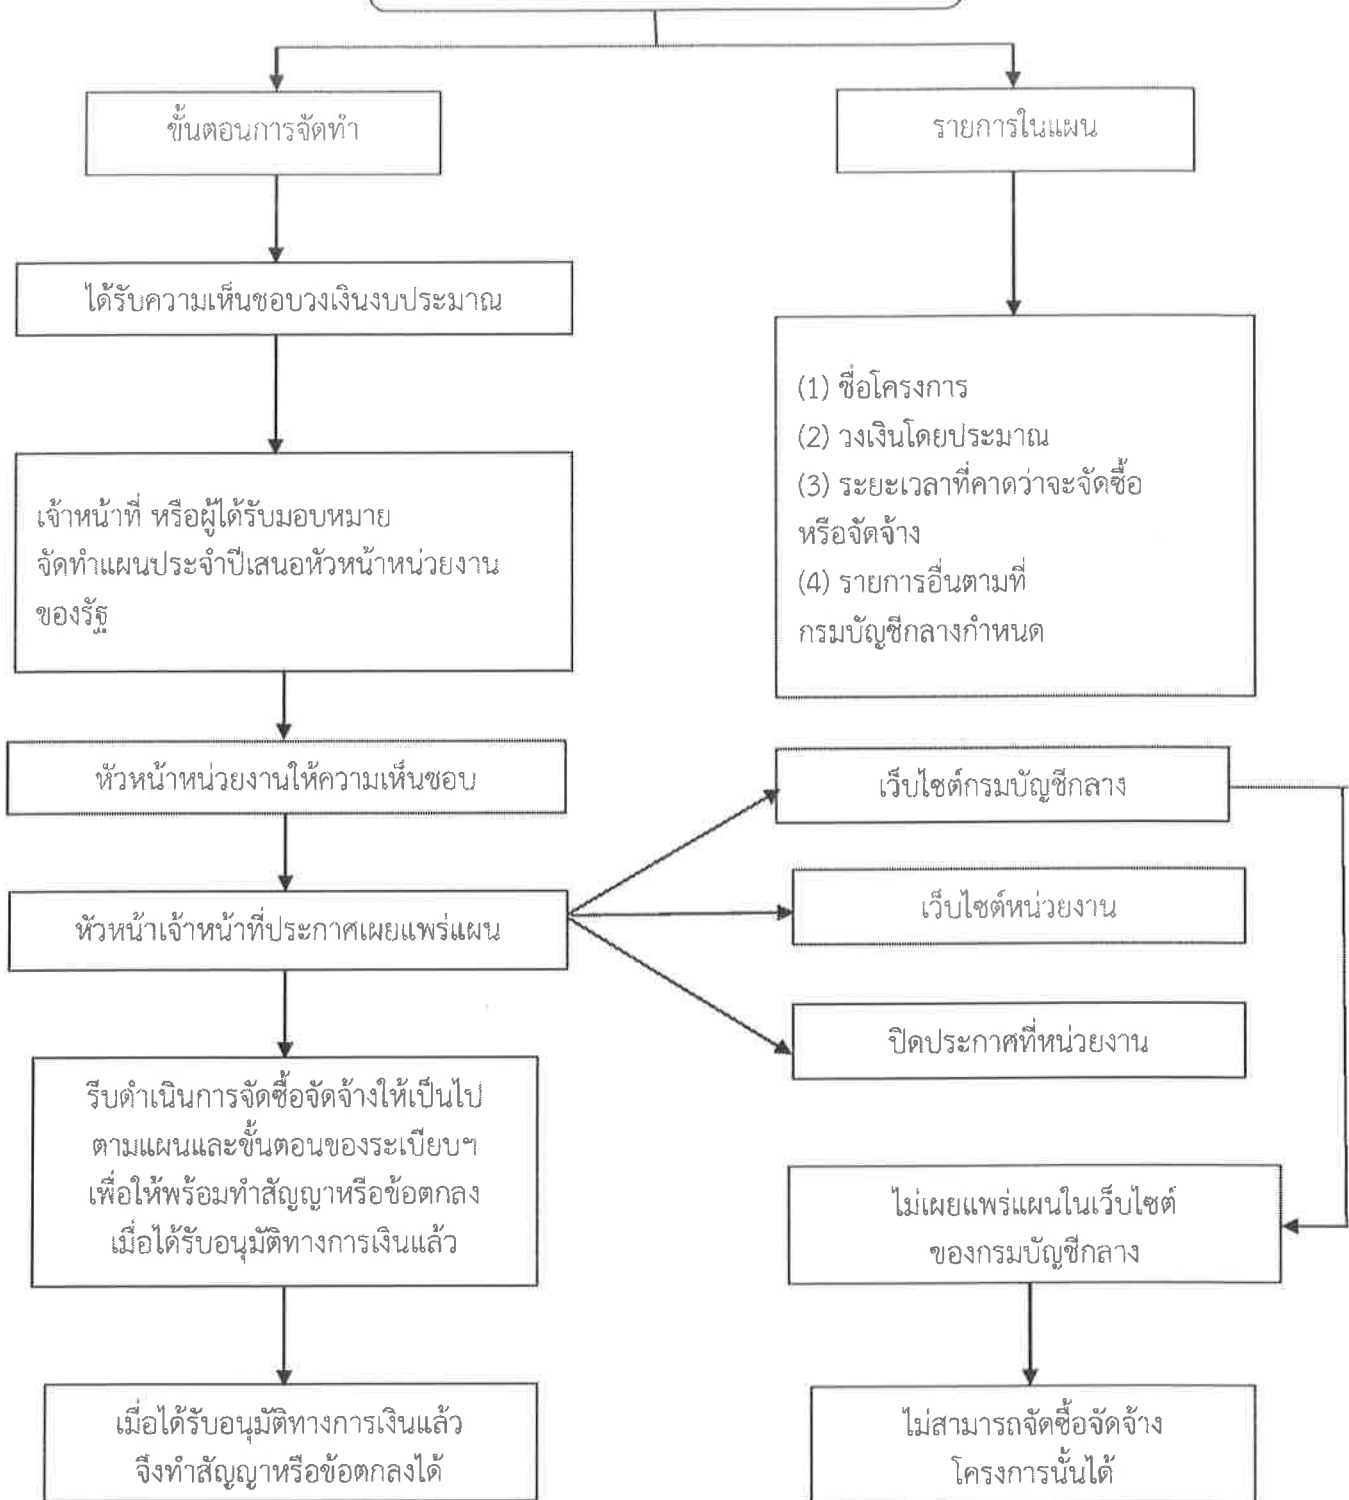 ขั้นตอนการจัดทำ
รายการในแผน
ได้รับความเห็นชอบวงเงินงบประมาณ
(1) ชื่อโครงการ
(2) วงเงินโดยประมาณ
(3) ระยะเวลาที่คาดว่าจะจัดซื้อ
หรือจัดจ้าง
(4) รายการอื่นตามที่
กรมบัญชีกลางกำหนด
เจ้าหน้าที่ หรือผู้ได้รับมอบหมาย
จัดทำแผนประจำปีเสนอหัวหน้าหน่วยงาน
ของรัฐ
หัวหน้าหน่วยงานให้ความเห็นชอบ
หัวหน้าเจ้าหน้าที่ประกาศเผยแพร่แผน
เว็บไซต์กรมบัญชีกลาง
เว็บไซต์หน่วยงาน
ปิดประกาศที่หน่วยงาน
รีบดำเนินการจัดซื้อจัดจ้างให้เป็นไป
ตามแผนและขั้นตอนของระเบียบฯ
เพื่อให้พร้อมทำสัญญาหรือข้อตกลง
เมื่อได้รับอนุมัติทางการเงินแล้ว
ไม่เผยแพร่แผนในเว็บไซต์
ของกรมบัญชีกลาง
เมื่อได้รับอนุมัติทางการเงินแล้ว
จึงทำสัญญาหรือข้อตกลงได้
ไม่สามารถจัดซื้อจัดจ้าง
โครงการนั้นได้